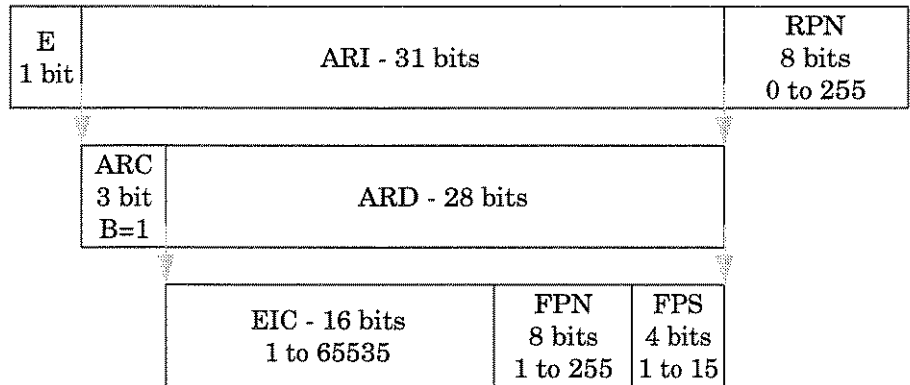 E
1 bit
ARI - 31 bits
RPN
8 bits
0 to 255
ARC
3 bit
B=1
ARD - 28 bits
EIC - 16 bits
1 to 65535
FPN
8 bits
1 to 255
FPS
4 bits
1 to 15